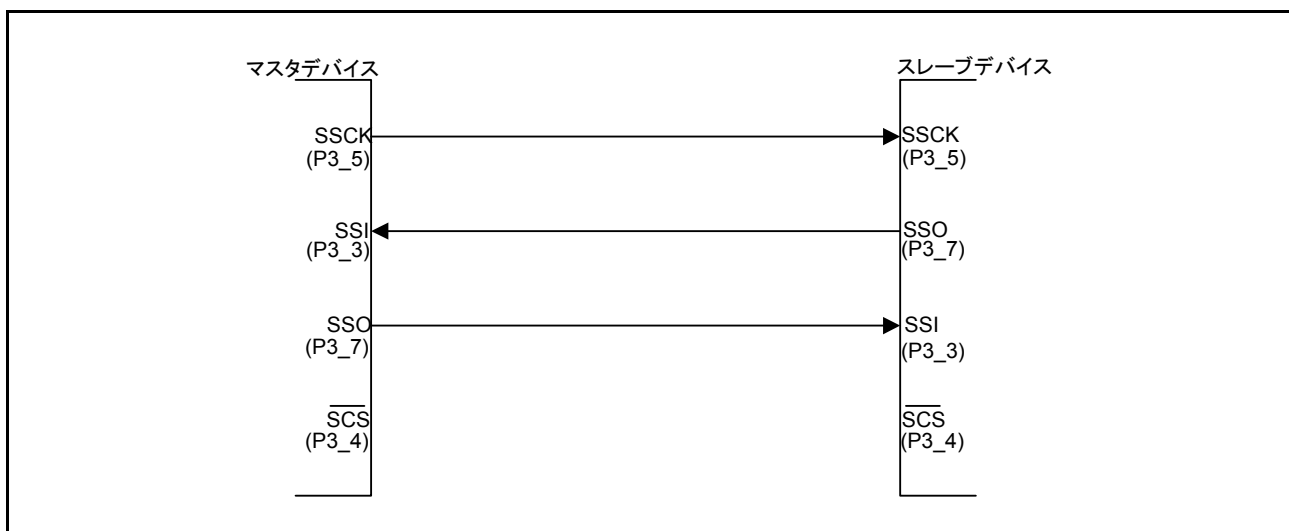 マスタデバイス
スレーブデバイス
SSCK
(P3_5)
SSCK
(P3_5)
SSI
(P3_3)
SSO
(P3_7)
SSO
(P3_7)
SSI
(P3_3)
SCS
(P3_4)
SCS
(P3_4)